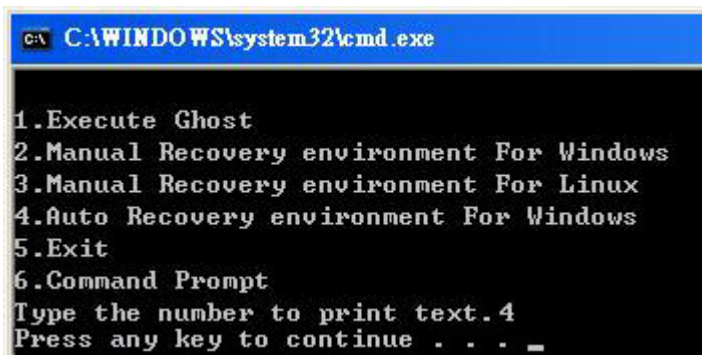 C:\WINDOWS\system32\cmd.exe
1.Execute Ghost
2.Manual Recovery environment For Windows
3.Manual Recovery environment For Linux
4.Auto Recovery environment For Windows
5.Exit
6.Command Prompt
Type the number to print text.4
Press any key to continue . . . _